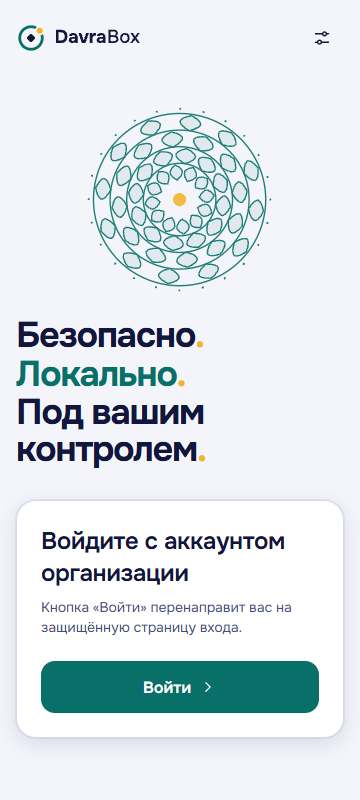 DavraBox
Безопасно.
Локально.
Под вашим
контролем.
Войдите с аккаунтом
организации
Кнопка «Войти» перенаправит вас на
защищённую страницу входа.
Войти